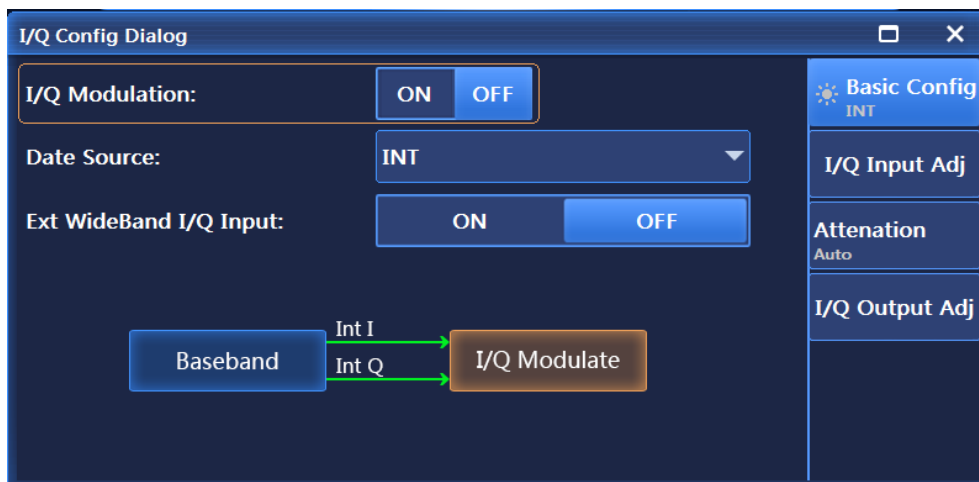 I/Q Config Dialog
I/Q Modulation:
ON
OFF
Date Source:
INT
Ext WideBand I/Q Input:
ON
OFF
Baseband
Int I
Int Q
I/Q Modulate
Basic Config
INT
I/Q Input Adj
Attenation
Auto
I/Q Output Adj